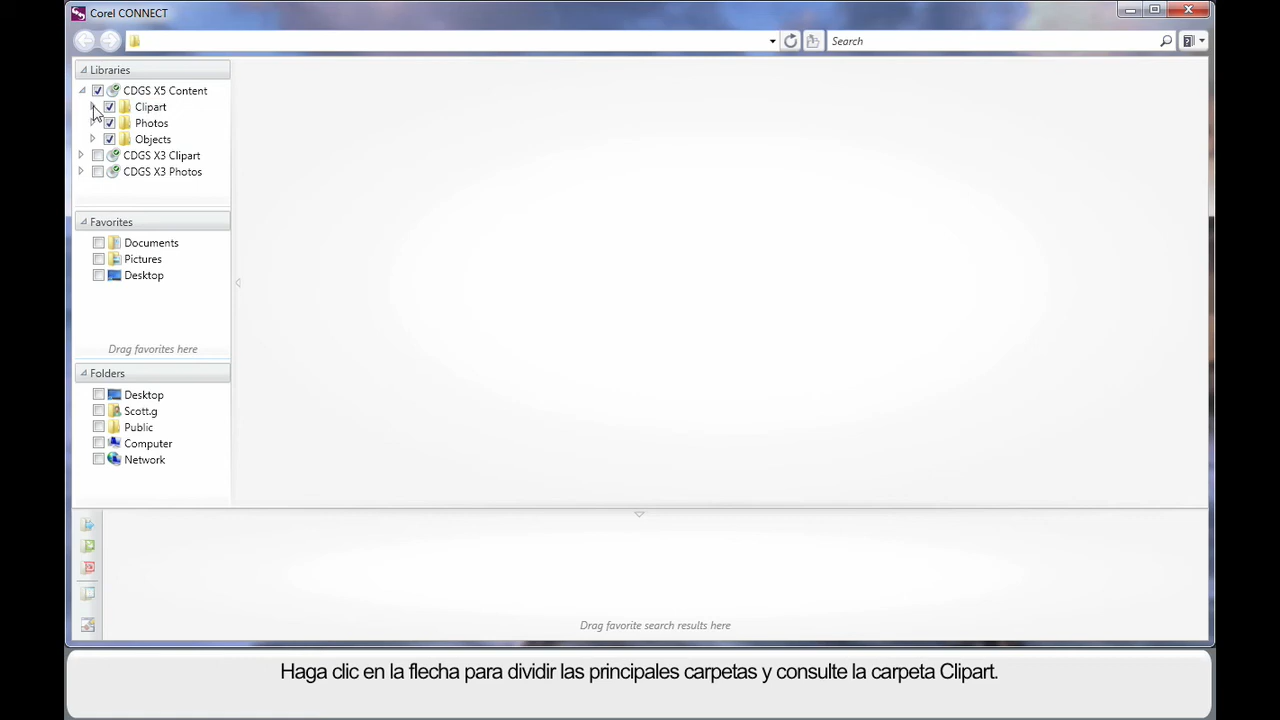 Corel CONNECT
Search
Libraries
CDGS X5 Content
Clipart
Photos
Objects
CDGS X3 Clipart
CDGS X3 Photos
Favorites
Documents
Pictures
Desktop
Drag favorites here
Folders
Desktop
Scott.g
Public
Computer
Network
Drag favorite search results here
Haga clic en la flecha para dividir las principales carpetas y consulte la carpeta Clipart.